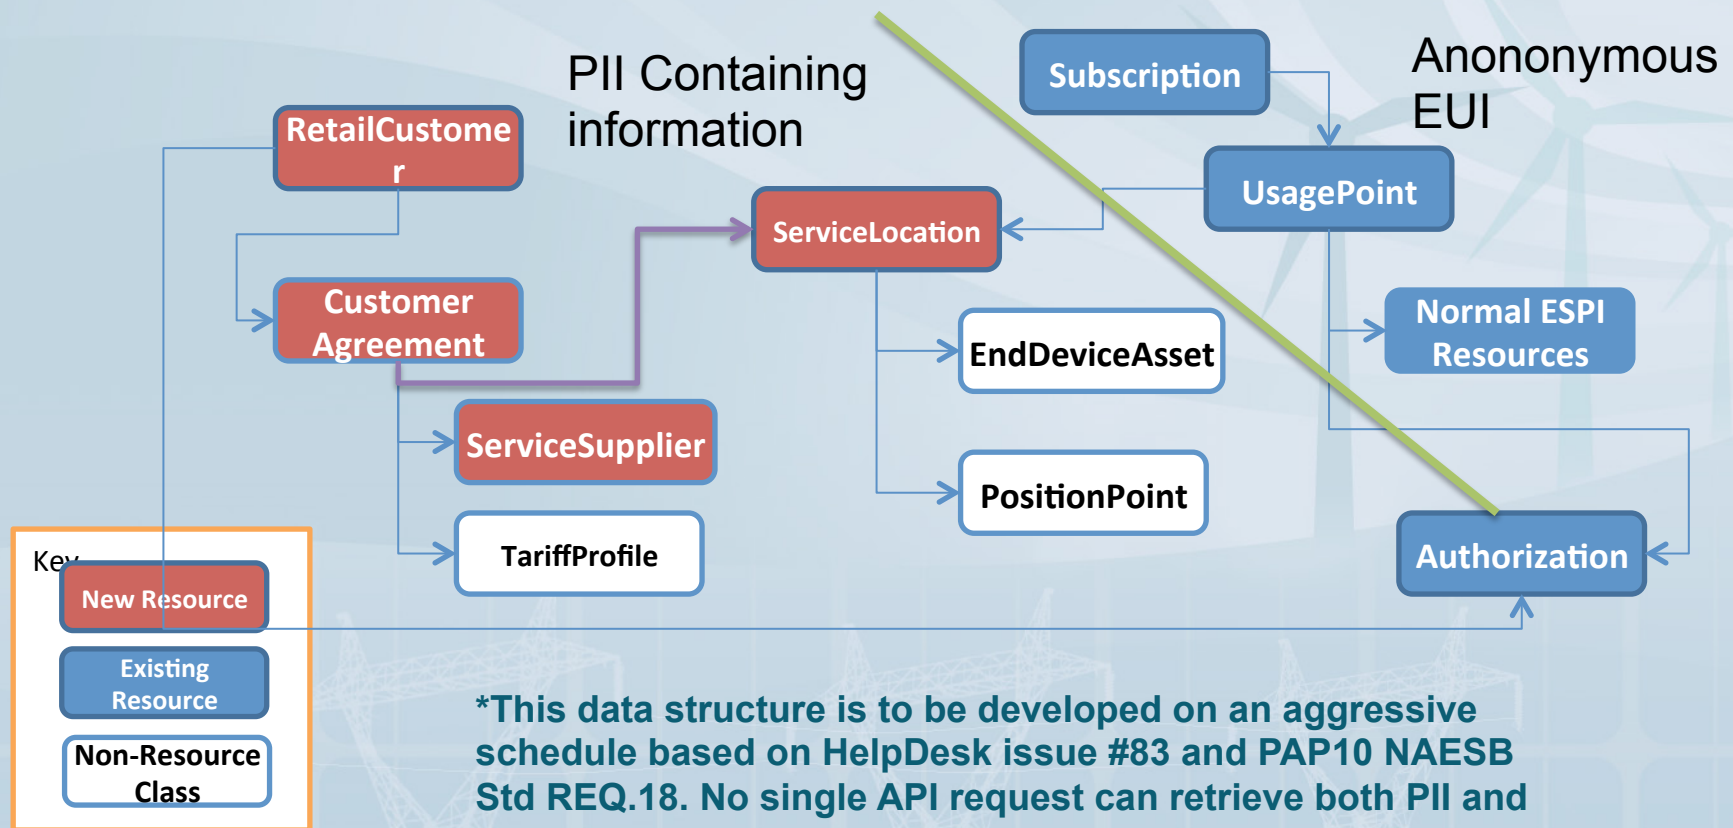 PII Containing
information
Anononymous
EUI
Subscription
RetailCustome
r
UsagePoint
ServiceLocation
Customer
Agreement
Normal ESPI
Resources
EndDeviceAsset
ServiceSupplier
PositionPoint
TariffProfile
Authorization
Key
New Resource
Existing
Resource
Non-Resource
Class
*This data structure is to be developed on an aggressive
schedule based on HelpDesk issue #83 and PAP10 NAESB
Std REQ.18. No single API request can retrieve both PII and